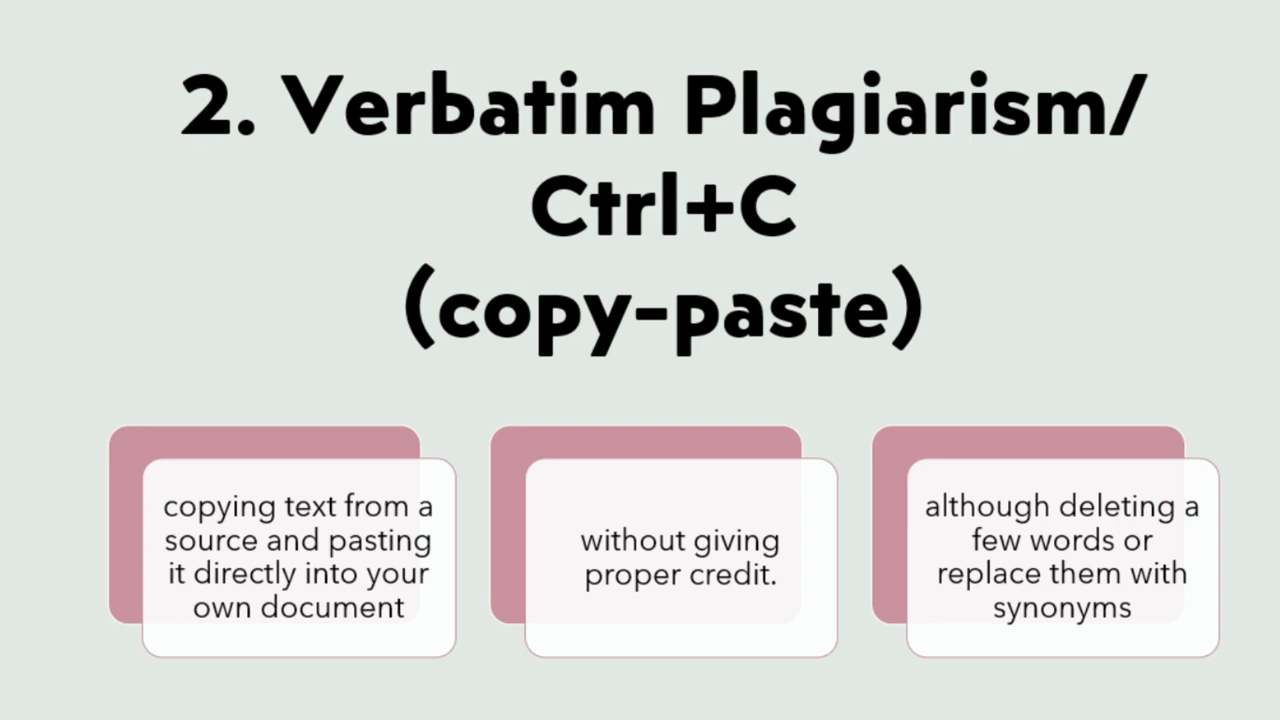 2. Verbatim Plagiarism/
Ctrl+C
(copy-paste)
copying text from a
source and pasting
it directly into your
own document
without giving
proper credit.
although deleting a
few words or
replace them with
synonyms